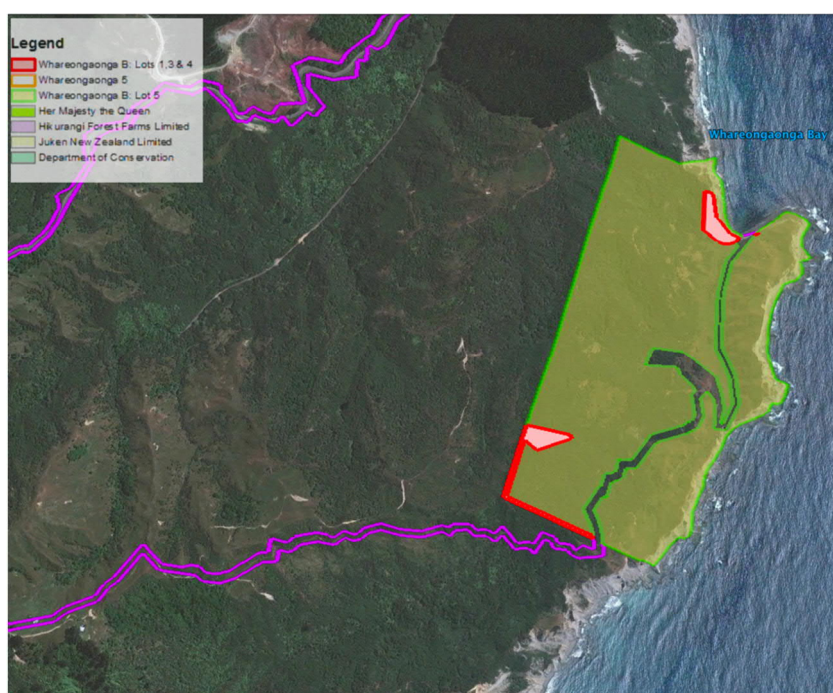 Legend
Whareongaonga B: Lots 1,3 & 4
Whareongaonga 5
Whareongaonga B: Lot 5
Her Majesty the Queen
Hikurangi Forest Farms Limited
Juken New Zealand Limited
Department of Conservation
Whareongaonga Bay